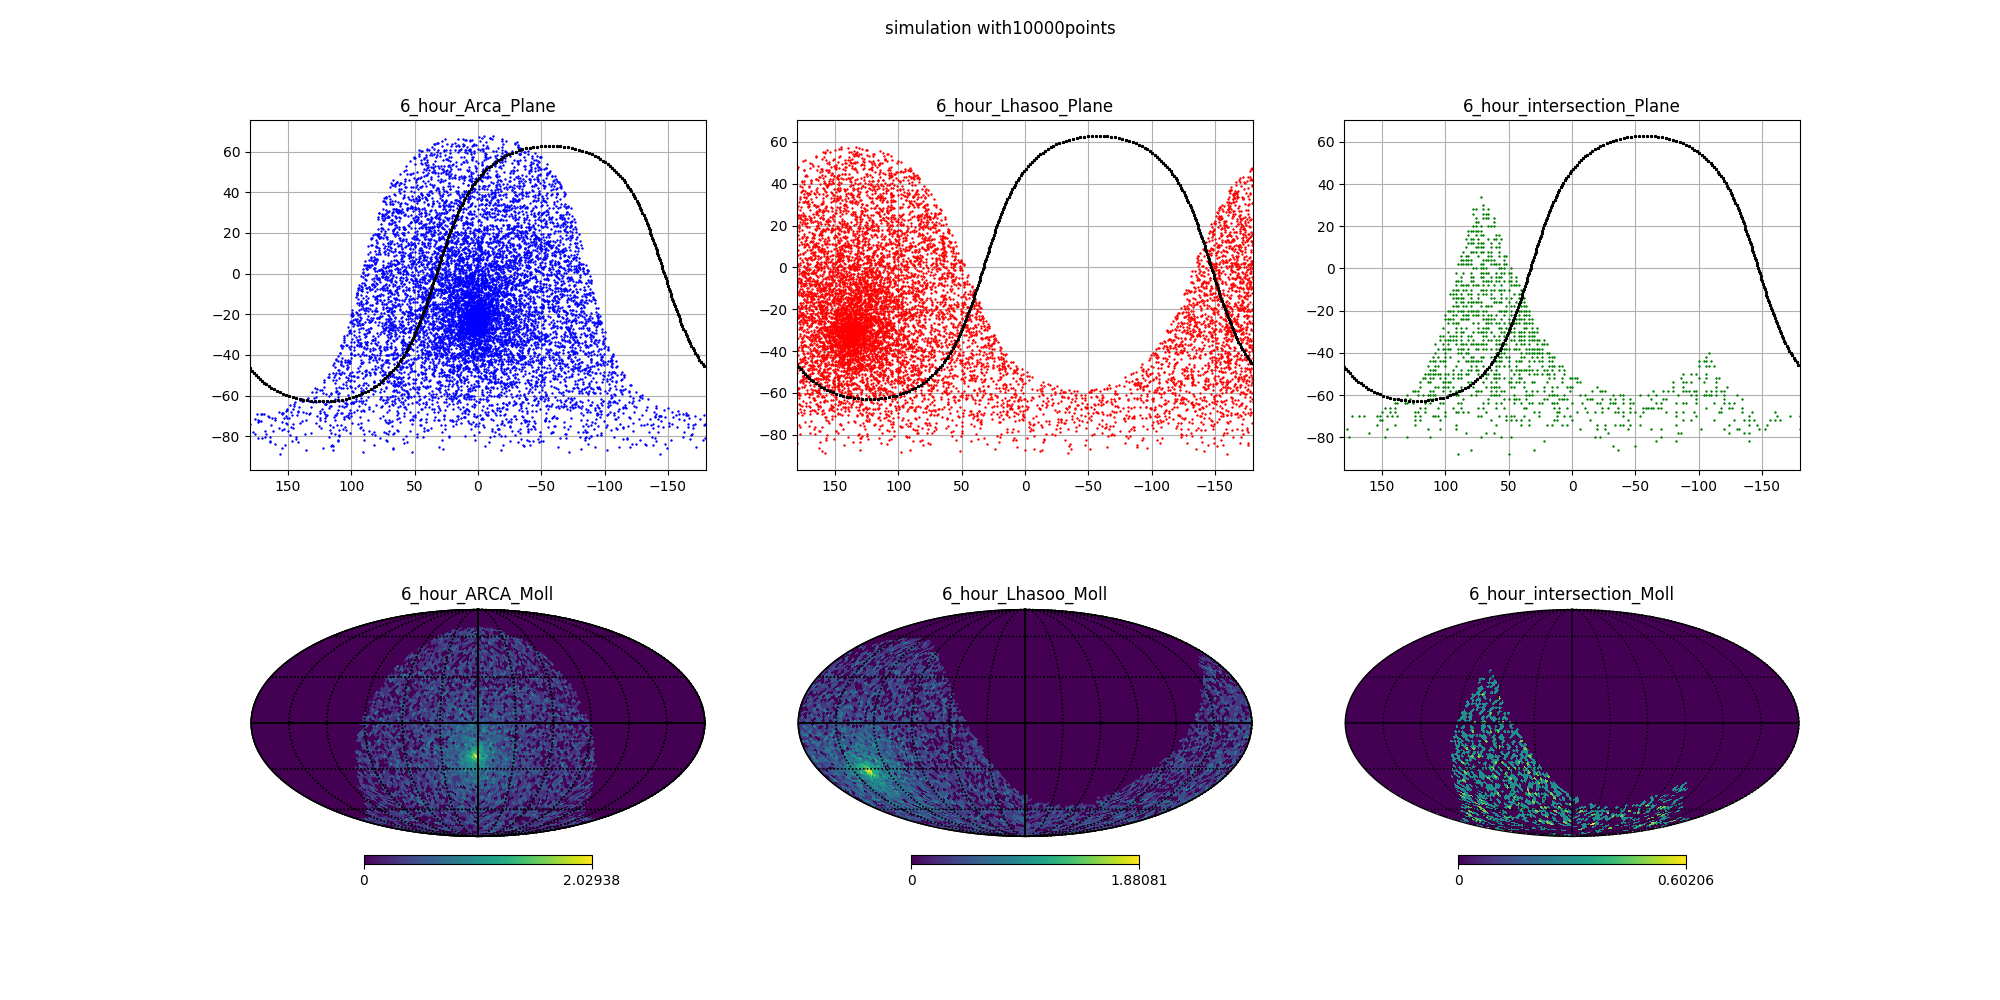 simulation with10000points
6_hour_Arca_Plane
6_hour_Lhasoo_Plane
6_hour_intersection_Plane
60
40
20
0
−20
−40
−60
−80
150 100 50 0 −50 −100 −150
60
40
20
0
−20
−40
−60
−80
150 100 50 0 −50 −100 −150
60
40
20
0
−20
−40
−60
−80
150 100 50 0 −50 −100 −150
6_hour_ARCA_Moll
6_hour_Lhasoo_Moll
6_hour_intersection_Moll
0 2.02938
0 1.88081
0 0.60206